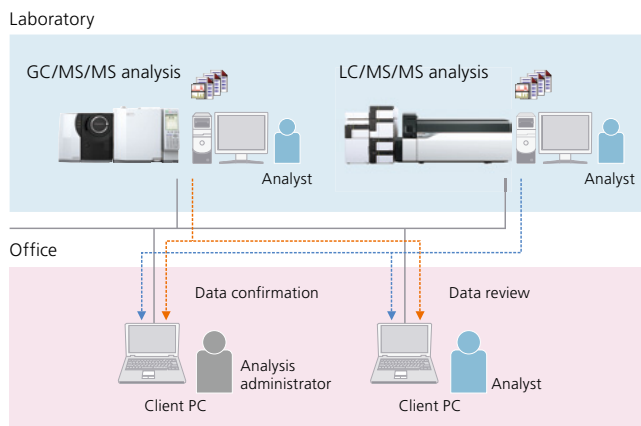 Laboratory
GC/MS/MS analysis
LC/MS/MS analysis
Analyst
Analyst
Office
Data confirmation
Data review
Analysis
administrator
Analyst
Client PC
Client PC